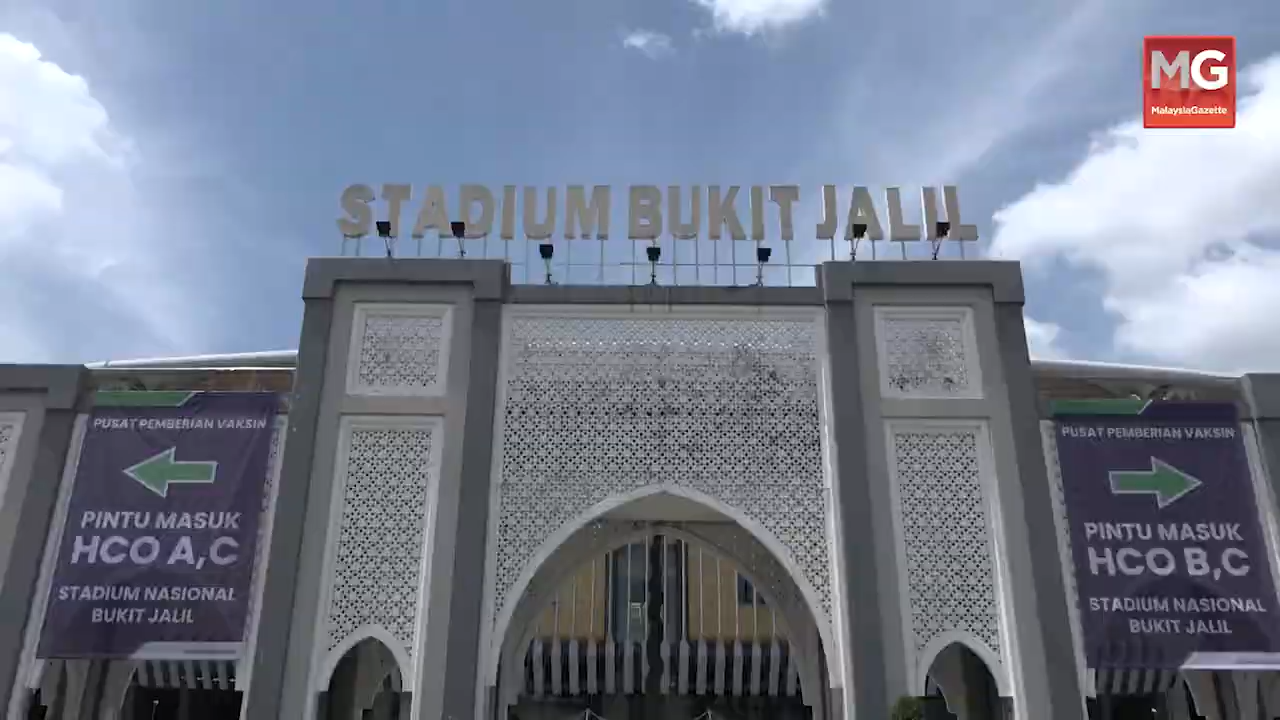 MG
MalaysiaGazette
STADIUM BUKIT JALIL
PUSAT PEMBERIAN VAKSIN
PINTU MASUK
HCO A,C
STADIUM NASIONAL
BUKIT JALIL
PUSAT PEMBERIAN VAKSIN
PINTU MASUK
HCO B,C
STADIUM NASIONAL
BUKIT JALIL